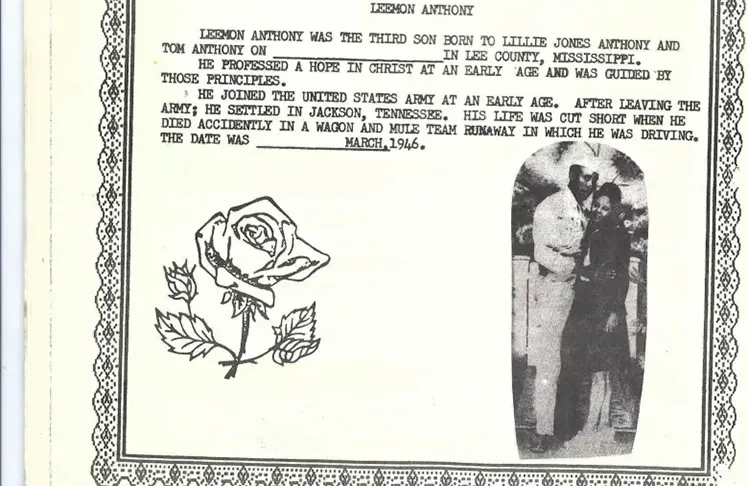 LEEMON ANTHONY
LEEMON ANTHONY WAS THE THIRD SON BORN TO LILLIE JONES ANTHONY AND
TOM ANTHONY ON ____________________ IN LEE COUNTY, MISSISSIPPI.
HE PROFESSED A HOPE IN CHRIST AT AN EARLY AGE AND WAS GUIDED BY
THOSE PRINCIPLES.
HE JOINED THE UNITED STATES ARMY AT AN EARLY AGE. AFTER LEAVING THE
ARMY; HE SETTLED IN JACKSON, TENNESSEE. HIS LIFE WAS CUT SHORT WHEN HE
DIED ACCIDENTLY IN A WAGON AND MULE TEAM RUNAWAY IN WHICH HE WAS DRIVING.
THE DATE WAS ____________ MARCH,1946.